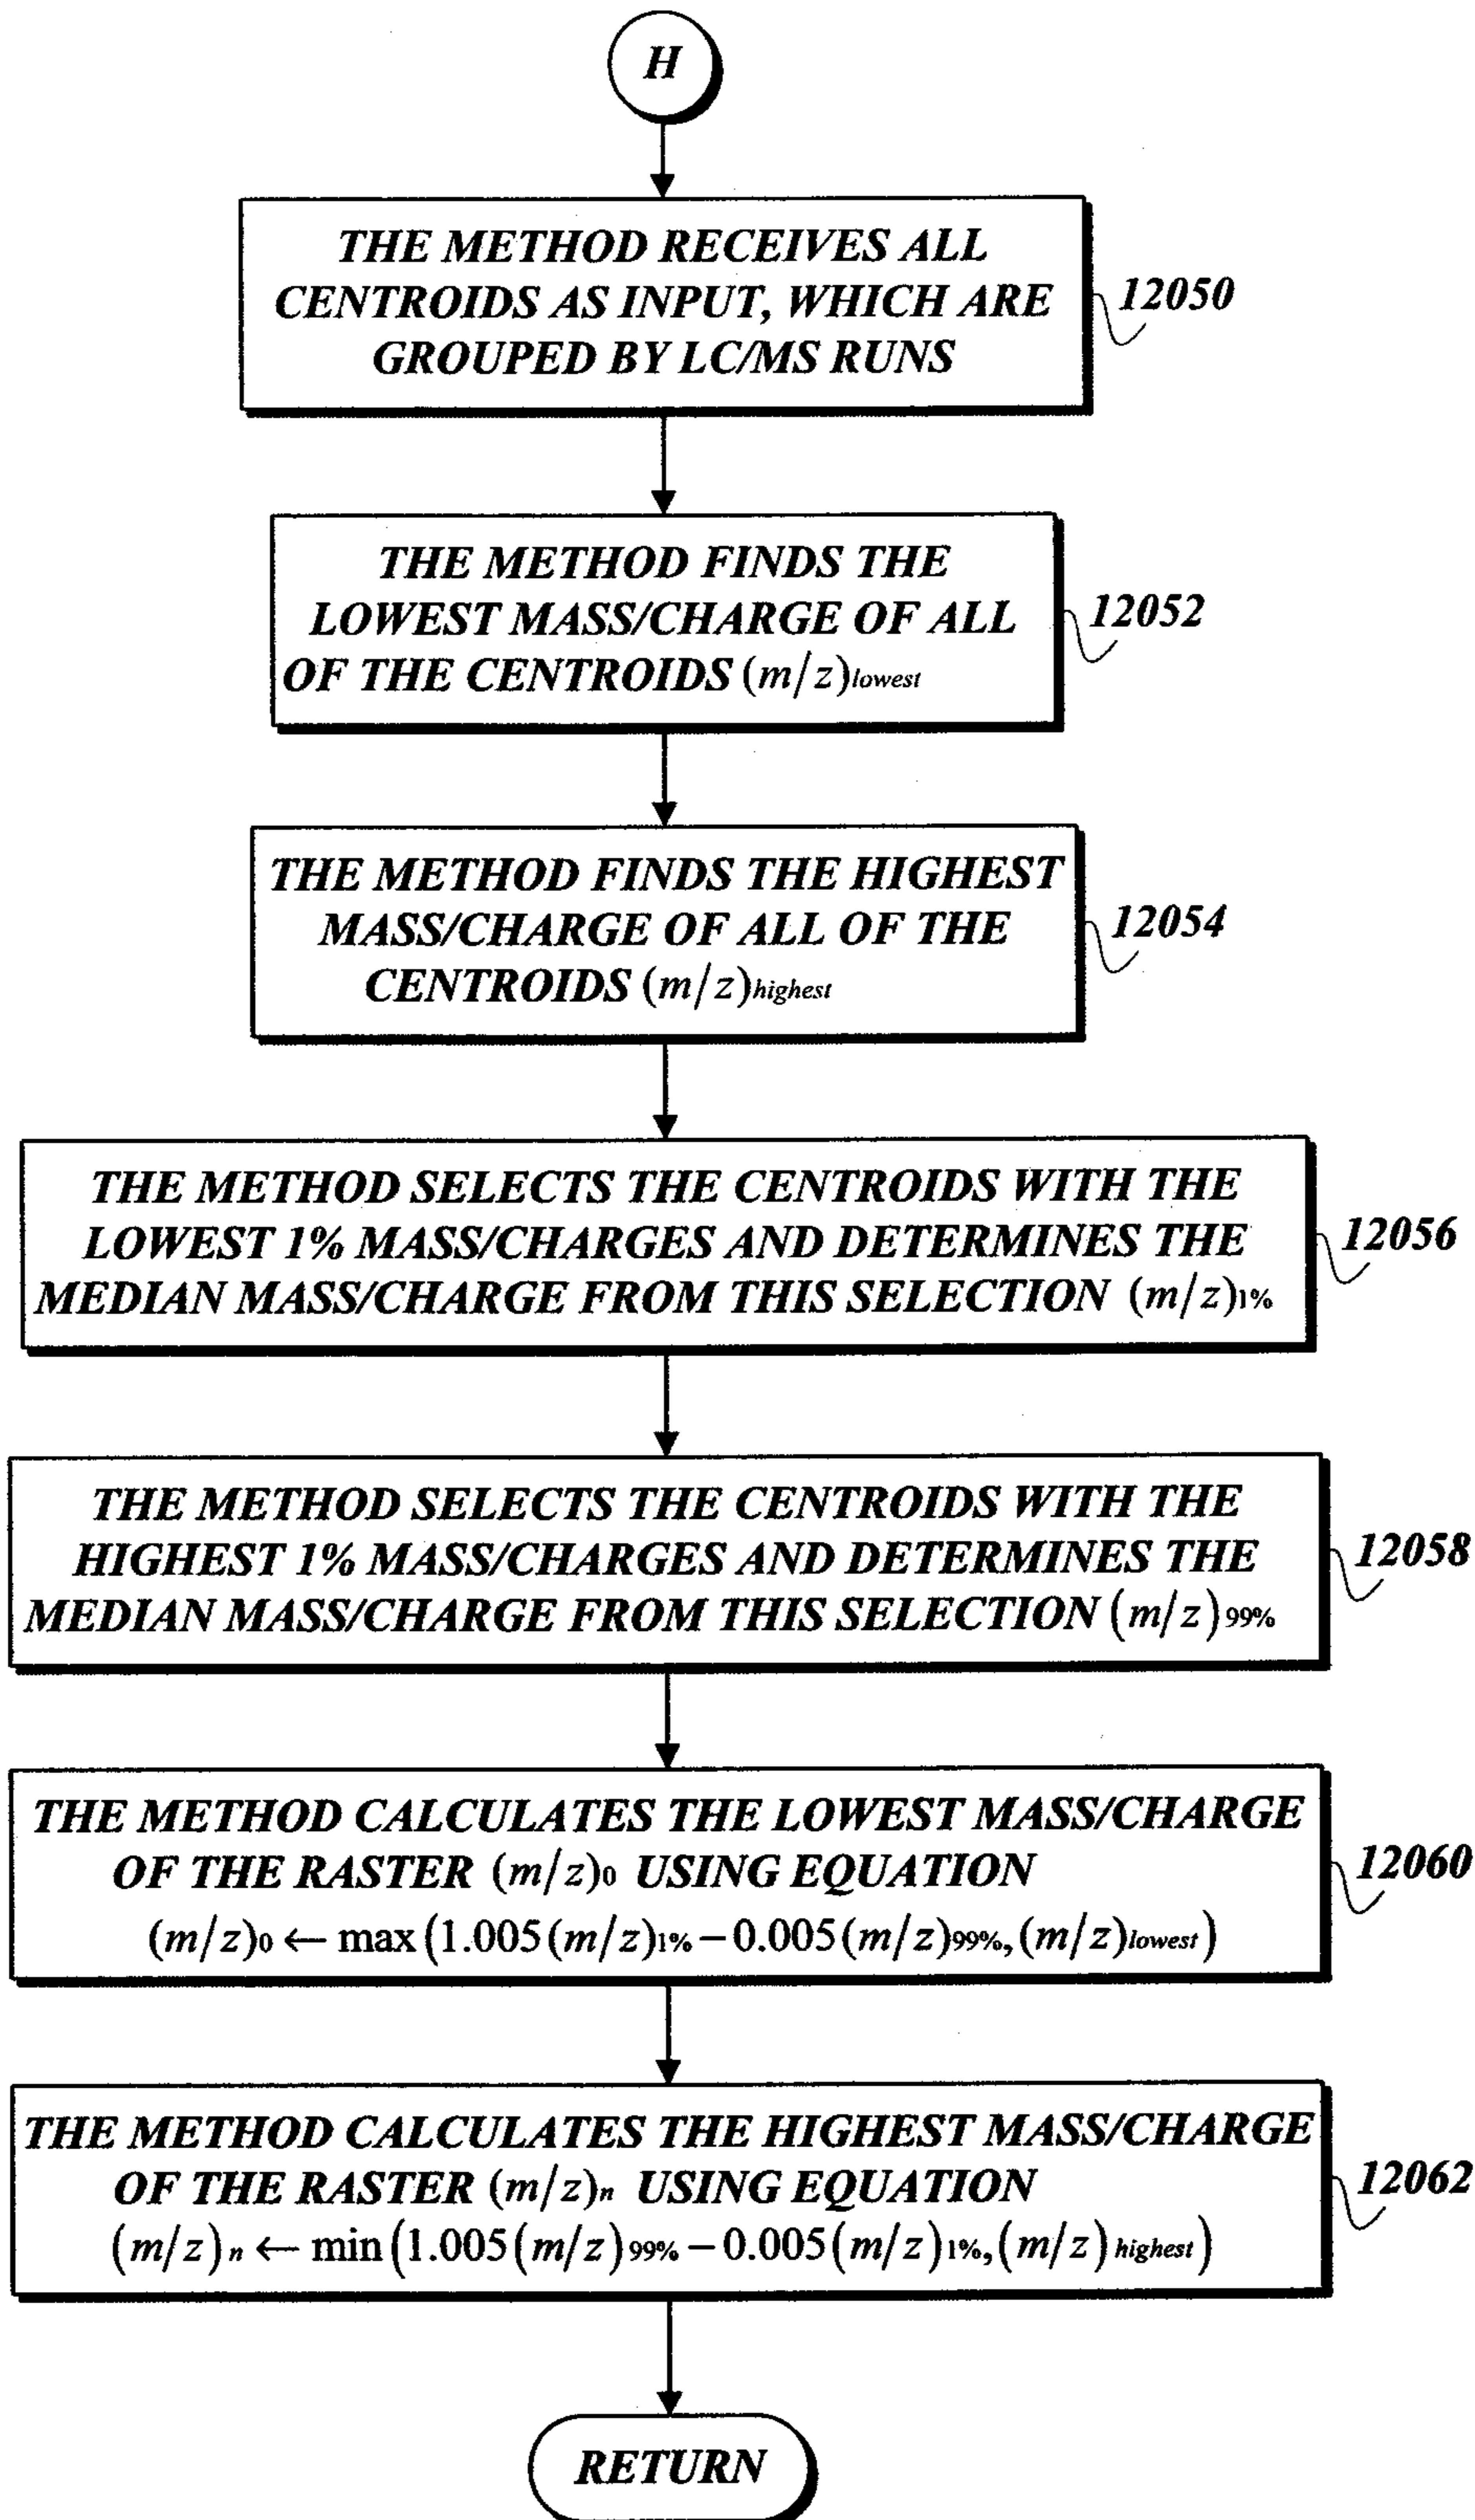 H
THE METHOD RECEIVES ALL
CENTROIDS AS INPUT, WHICH ARE
GROUPED BY LC/MS RUNS
12050
THE METHOD FINDS THE
LOWEST MASS/CHARGE OF ALL
OF THE CENTROIDS (m/z)lowest
12052
THE METHOD FINDS THE HIGHEST
MASS/CHARGE OF ALL OF THE
CENTROIDS (m/z)highest
12054
THE METHOD SELECTS THE CENTROIDS WITH THE
LOWEST 1% MASS/CHARGES AND DETERMINES THE
MEDIAN MASS/CHARGE FROM THIS SELECTION (m/z)1%
12056
THE METHOD SELECTS THE CENTROIDS WITH THE
HIGHEST 1% MASS/CHARGES AND DETERMINES THE
MEDIAN MASS/CHARGE FROM THIS SELECTION (m/z)99%
12058
THE METHOD CALCULATES THE LOWEST MASS/CHARGE
OF THE RASTER (m/z)0 USING EQUATION
(m/z)0 ← max(1.005(m/z)1% − 0.005(m/z)99%, (m/z)lowest)
12060
THE METHOD CALCULATES THE HIGHEST MASS/CHARGE
OF THE RASTER (m/z)n USING EQUATION
(m/z)n ← min(1.005(m/z)99% − 0.005(m/z)1%, (m/z)highest)
12062
RETURN